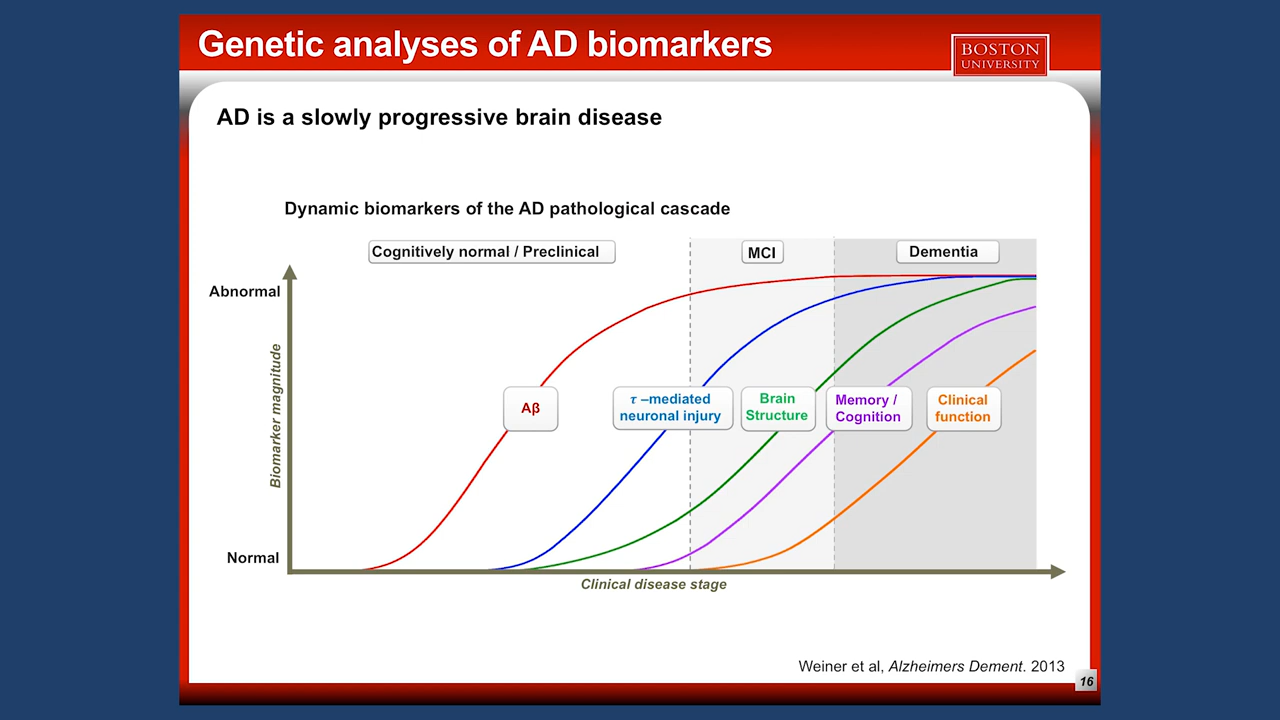 Genetic analyses of AD biomarkers
BOSTON
UNIVERSITY
AD is a slowly progressive brain disease
Dynamic biomarkers of the AD pathological cascade
Cognitively normal / Preclinical
MCI
Dementia
Abnormal
Biomarker magnitude
Normal
Aβ
τ –mediated
neuronal injury
Brain
Structure
Memory /
Cognition
Clinical
function
Clinical disease stage
Weiner et al, Alzheimers Dement. 2013
16